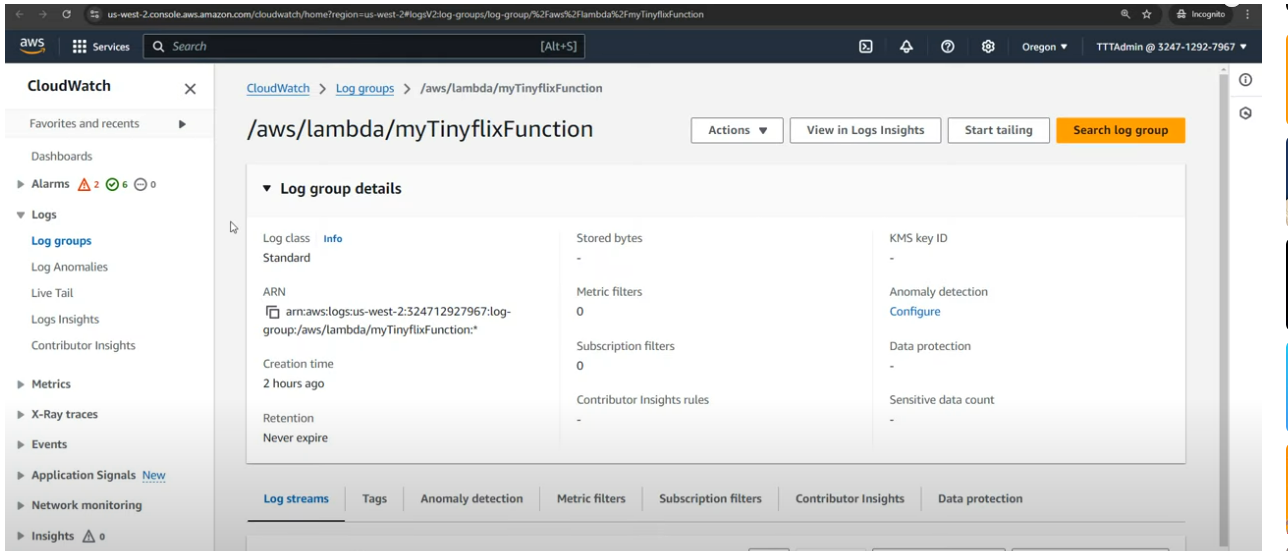 us-west-2.console.aws.amazon.com/cloudwatch/home?region=us-west-2#logsV2:log-groups/log-group/%2Faws%2Flambda%2FmyTinyflixFunction
Incognito
aws
Services
Search
[Alt+S]
Oregon
TTTAdmin @ 3247-1292-7967
CloudWatch
Favorites and recents
Dashboards
Alarms 2 6 0
Logs
Log groups
Log Anomalies
Live Tail
Logs Insights
Contributor Insights
Metrics
X-Ray traces
Events
Application Signals New
Network monitoring
Insights 0
CloudWatch > Log groups > /aws/lambda/myTinyflixFunction
/aws/lambda/myTinyflixFunction
Actions
View in Logs Insights
Start tailing
Search log group
Log group details
Log class Info
Standard
ARN
arn:aws:logs:us-west-2:324712927967:log-
group:/aws/lambda/myTinyflixFunction:*
Creation time
2 hours ago
Retention
Never expire
Stored bytes
-
Metric filters
0
Subscription filters
0
Contributor Insights rules
-
KMS key ID
-
Anomaly detection
Configure
Data protection
-
Sensitive data count
-
Log streams
Tags
Anomaly detection
Metric filters
Subscription filters
Contributor Insights
Data protection